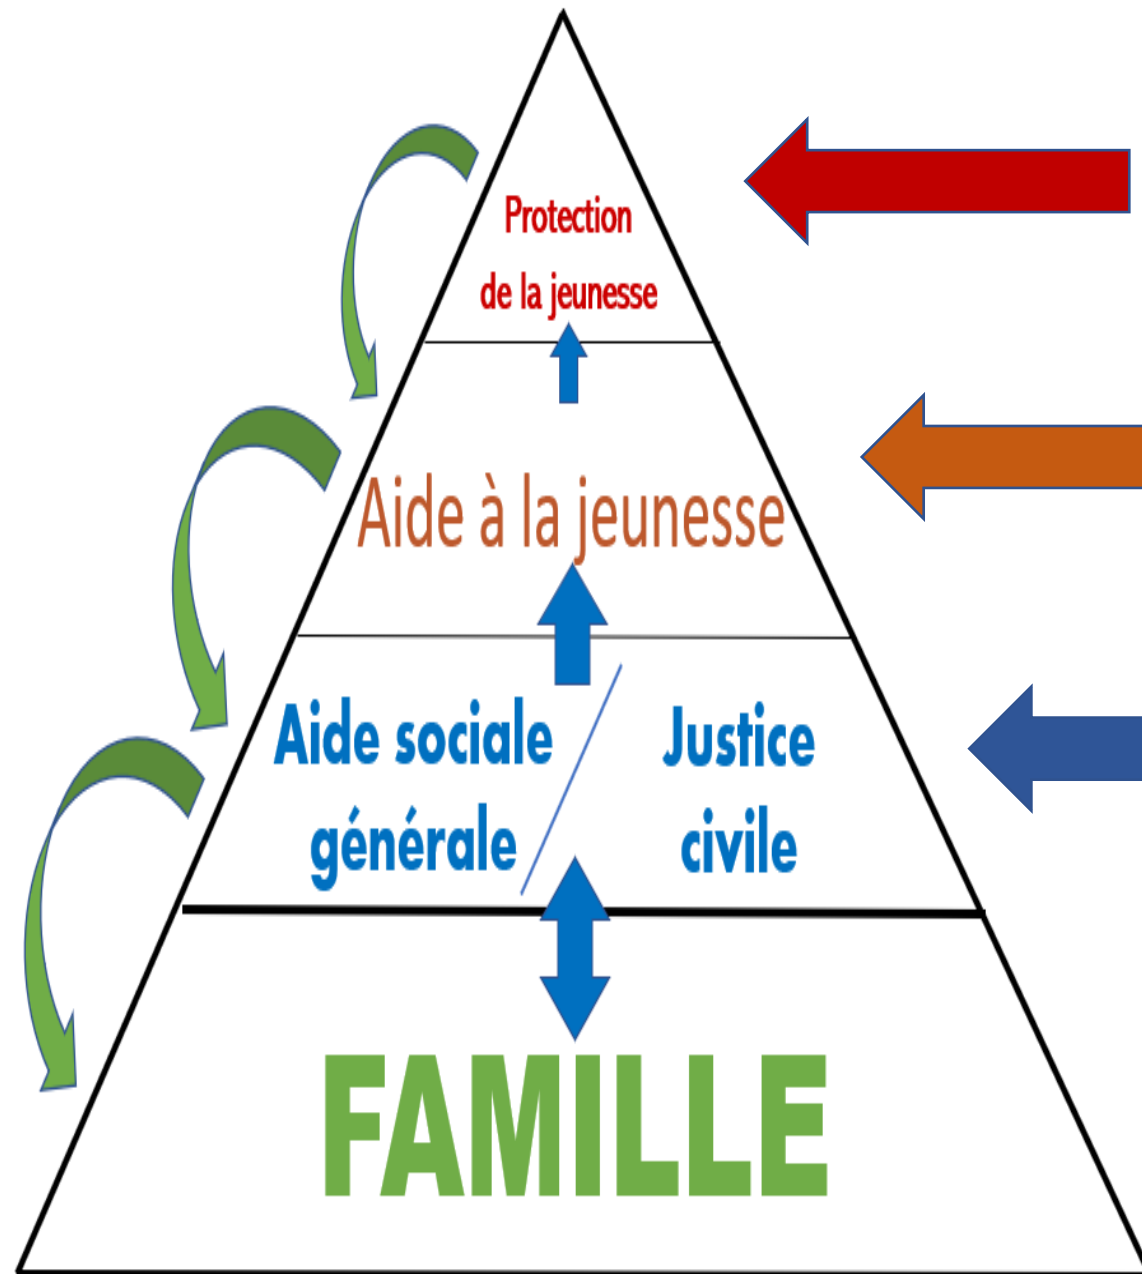 Protection
de la jeunesse
Aide à la jeunesse
Aide sociale
générale
Justice
civile
FAMILLE